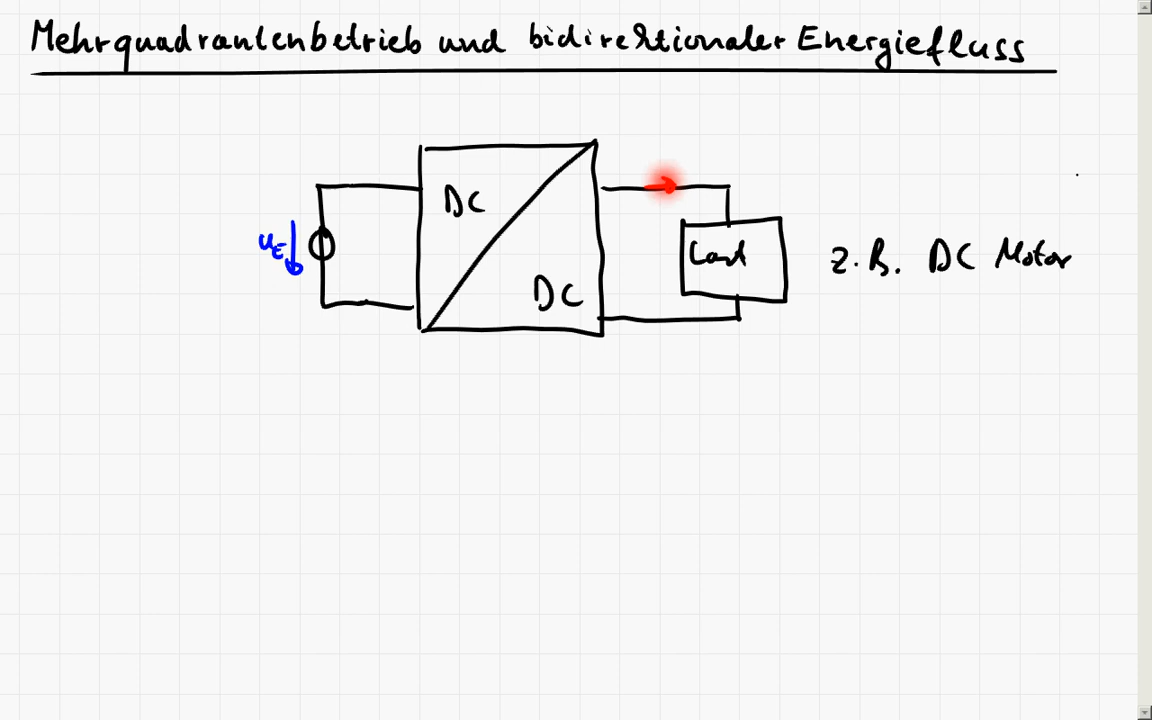 Mehrquadrantenbetrieb und bidirektionaler Energiefluss
DC
u_E
Last
z.B. DC Motor
DC